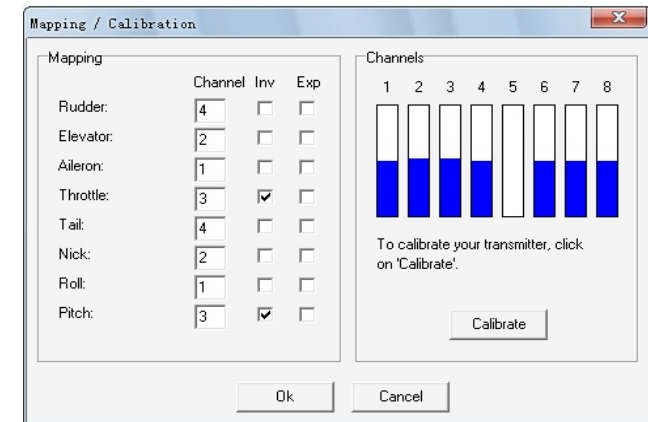 Mapping / Calibration
Mapping
Channel Inv Exp
Rudder: 4
Elevator: 2
Aileron: 1
Throttle: 3
Tail: 4
Nick: 2
Roll: 1
Pitch: 3
Channels
1 2 3 4 5 6 7 8
To calibrate your transmitter, click
on 'Calibrate'.
Calibrate
Ok Cancel